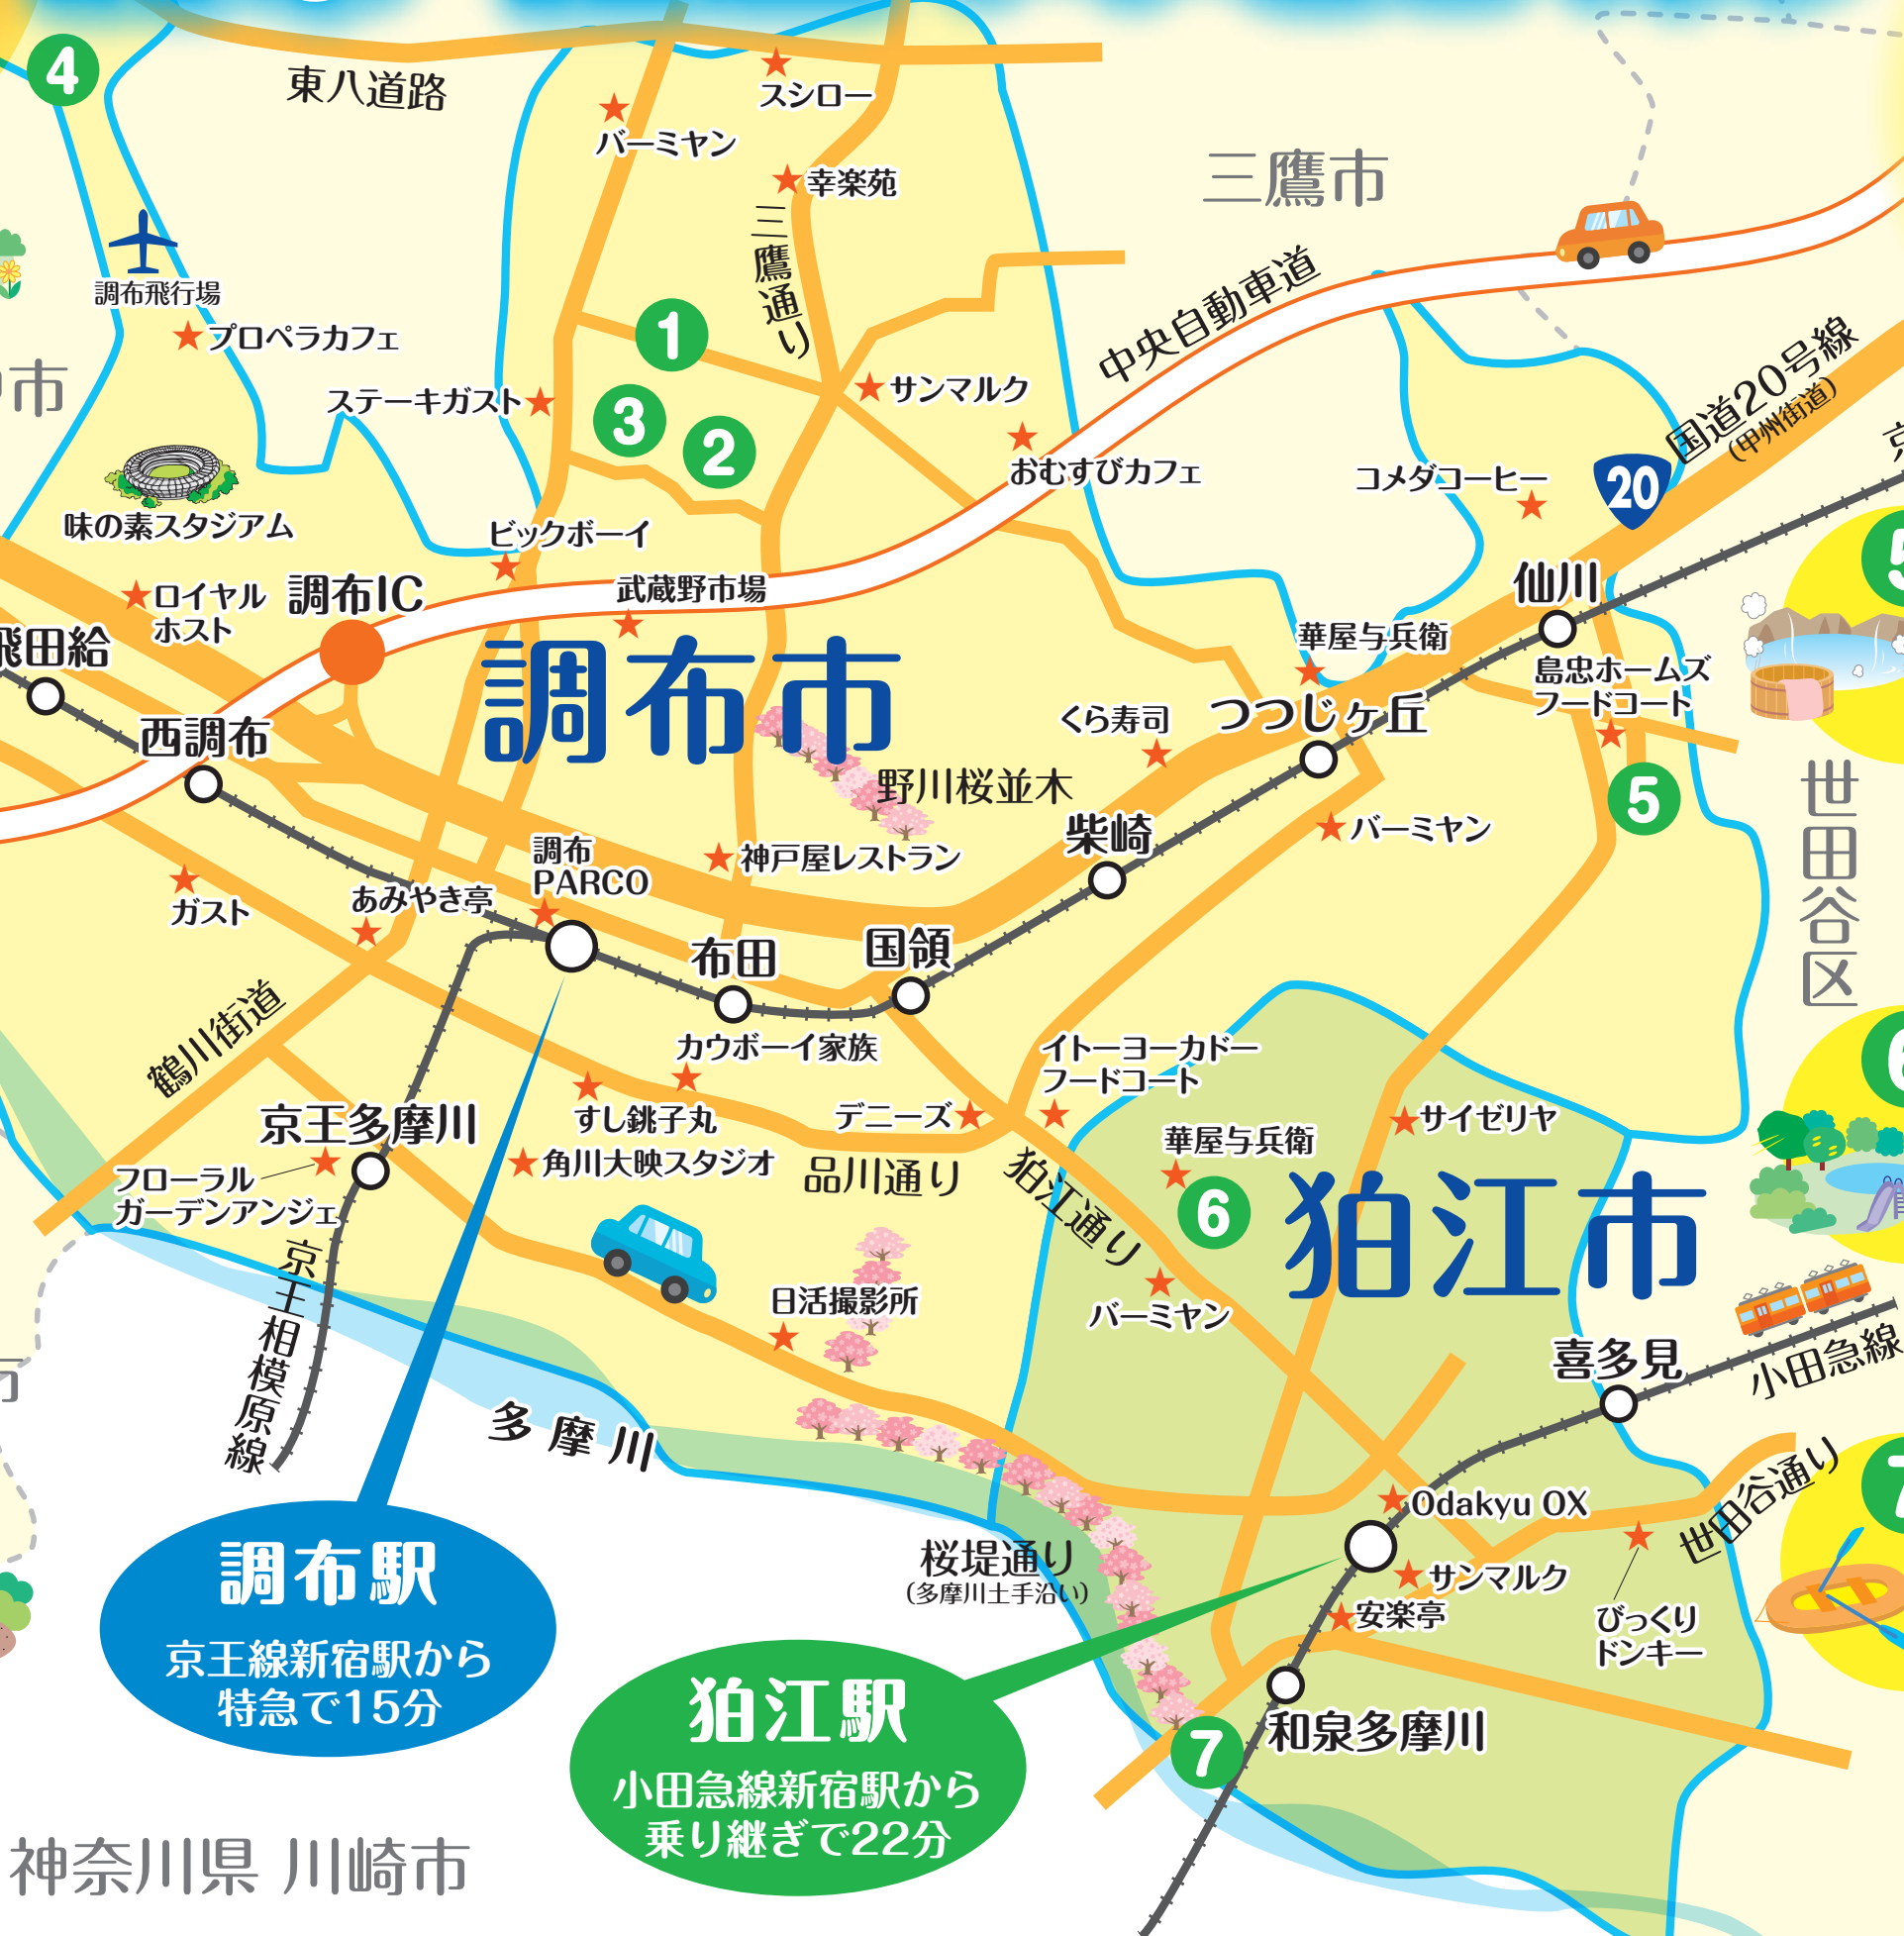 4
東八道路
スシロー
バーミヤン
幸楽苑
三鷹市
三鷹通り
調布飛行場
プロペラカフェ
中央自動車道
1
ステーキガスト
3
2
サンマルク
おむすびカフェ
国道20号線
(甲州街道)
コメダコーヒー
20
市
味の素スタジアム
ビックボーイ
ロイヤル
ホスト
調布IC
武蔵野市場
仙川
5
飛田給
華屋与兵衛
島忠ホームズ
フードコート
調布市
西調布
くら寿司
つつじヶ丘
野川桜並木
5
世田谷区
柴崎
バーミヤン
調布
PARCO
神戸屋レストラン
ガスト
あみやき亭
布田
国領
鶴川街道
カウボーイ家族
イトーヨーカドー
フードコート
6
京王多摩川
すし銚子丸
デニーズ
サイゼリヤ
華屋与兵衛
フローラル
ガーデンアンジェ
角川大映スタジオ
品川通り
狛江通り
6
狛江市
京王相模原線
日活撮影所
バーミヤン
喜多見
小田急線
多摩川
世田谷通り
7
Odakyu OX
桜堤通り
(多摩川土手沿い)
サンマルク
安楽亭
びっくり
ドンキー
調布駅
京王線新宿駅から
特急で15分
狛江駅
小田急線新宿駅から
乗り継ぎで22分
7
和泉多摩川
神奈川県 川崎市